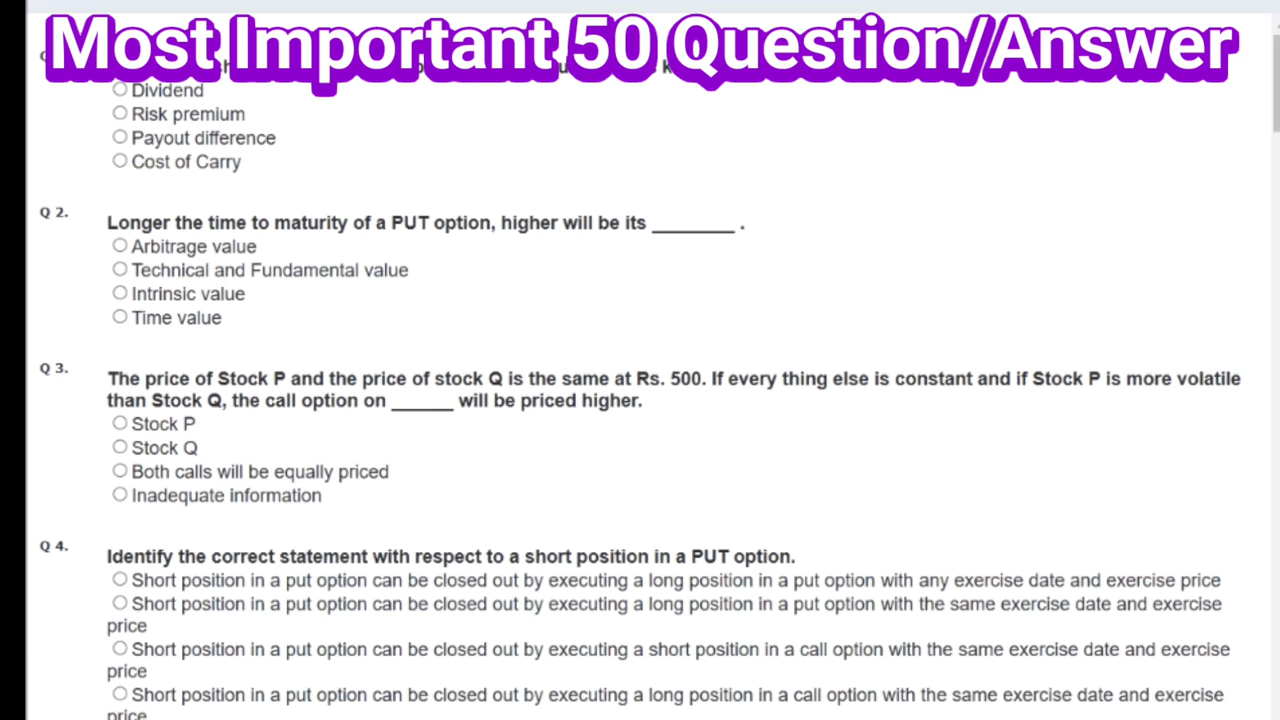 Most Important 50 Question/Answer
Dividend
Risk premium
Payout difference
Cost of Carry
Q 2.
Longer the time to maturity of a PUT option, higher will be its ________ .
Arbitrage value
Technical and Fundamental value
Intrinsic value
Time value
Q 3.
The price of Stock P and the price of stock Q is the same at Rs. 500. If every thing else is constant and if Stock P is more volatile
than Stock Q, the call option on ______ will be priced higher.
Stock P
Stock Q
Both calls will be equally priced
Inadequate information
Q 4.
Identify the correct statement with respect to a short position in a PUT option.
Short position in a put option can be closed out by executing a long position in a put option with any exercise date and exercise price
Short position in a put option can be closed out by executing a long position in a put option with the same exercise date and exercise
price
Short position in a put option can be closed out by executing a short position in a call option with the same exercise date and exercise
price
Short position in a put option can be closed out by executing a long position in a call option with the same exercise date and exercise
price